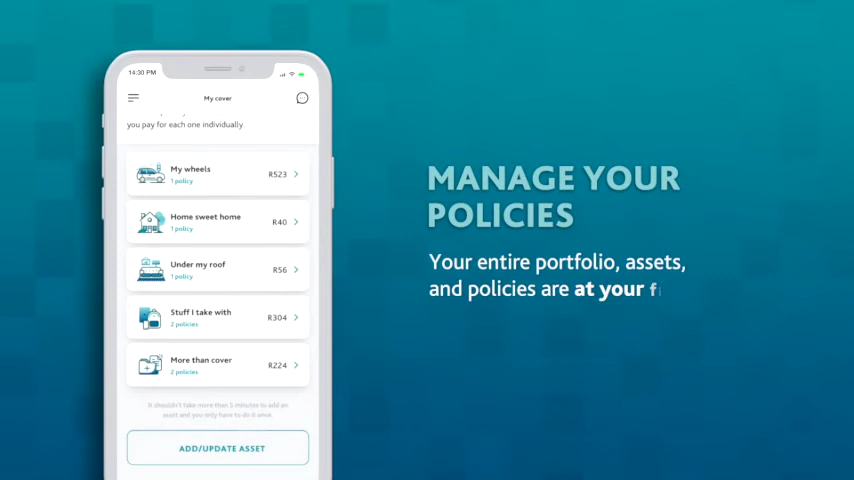 14:30 PM
My cover
you pay for each one individually.
My wheels
1 policy
R523
Home sweet home
1 policy
R40
Under my roof
1 policy
R56
Stuff I take with
2 policies
R304
More than cover
2 policies
R224
It shouldn't take more than 5 minutes to add an
asset and you only have to do it once.
ADD/UPDATE ASSET
MANAGE YOUR
POLICIES
Your entire portfolio, assets,
and policies are at your f